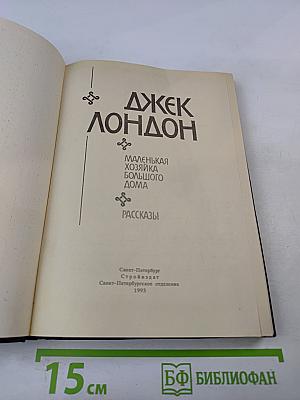 ДЖЕК
ЛОНДОН
МАЛЕНЬКАЯ
ХОЗЯЙКА
БОЛЬШОГО
ДОМА
РАССКАЗЫ
Санкт-Петербург
Стройиздат
Санкт-Петербургское отделение
1993
15 см
БФ БИБЛИОФАН